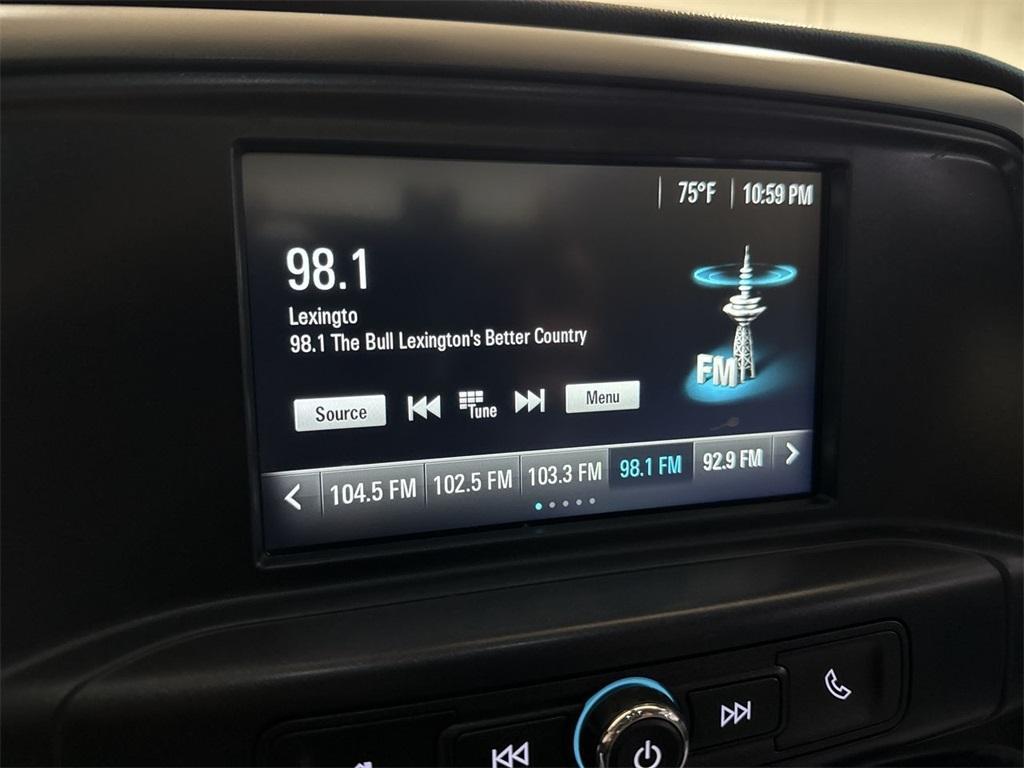 75°F 10:59 PM
98.1
Lexingto
98.1 The Bull Lexington's Better Country
FM
Source Tune Menu
104.5 FM 102.5 FM 103.3 FM 98.1 FM 92.9 FM